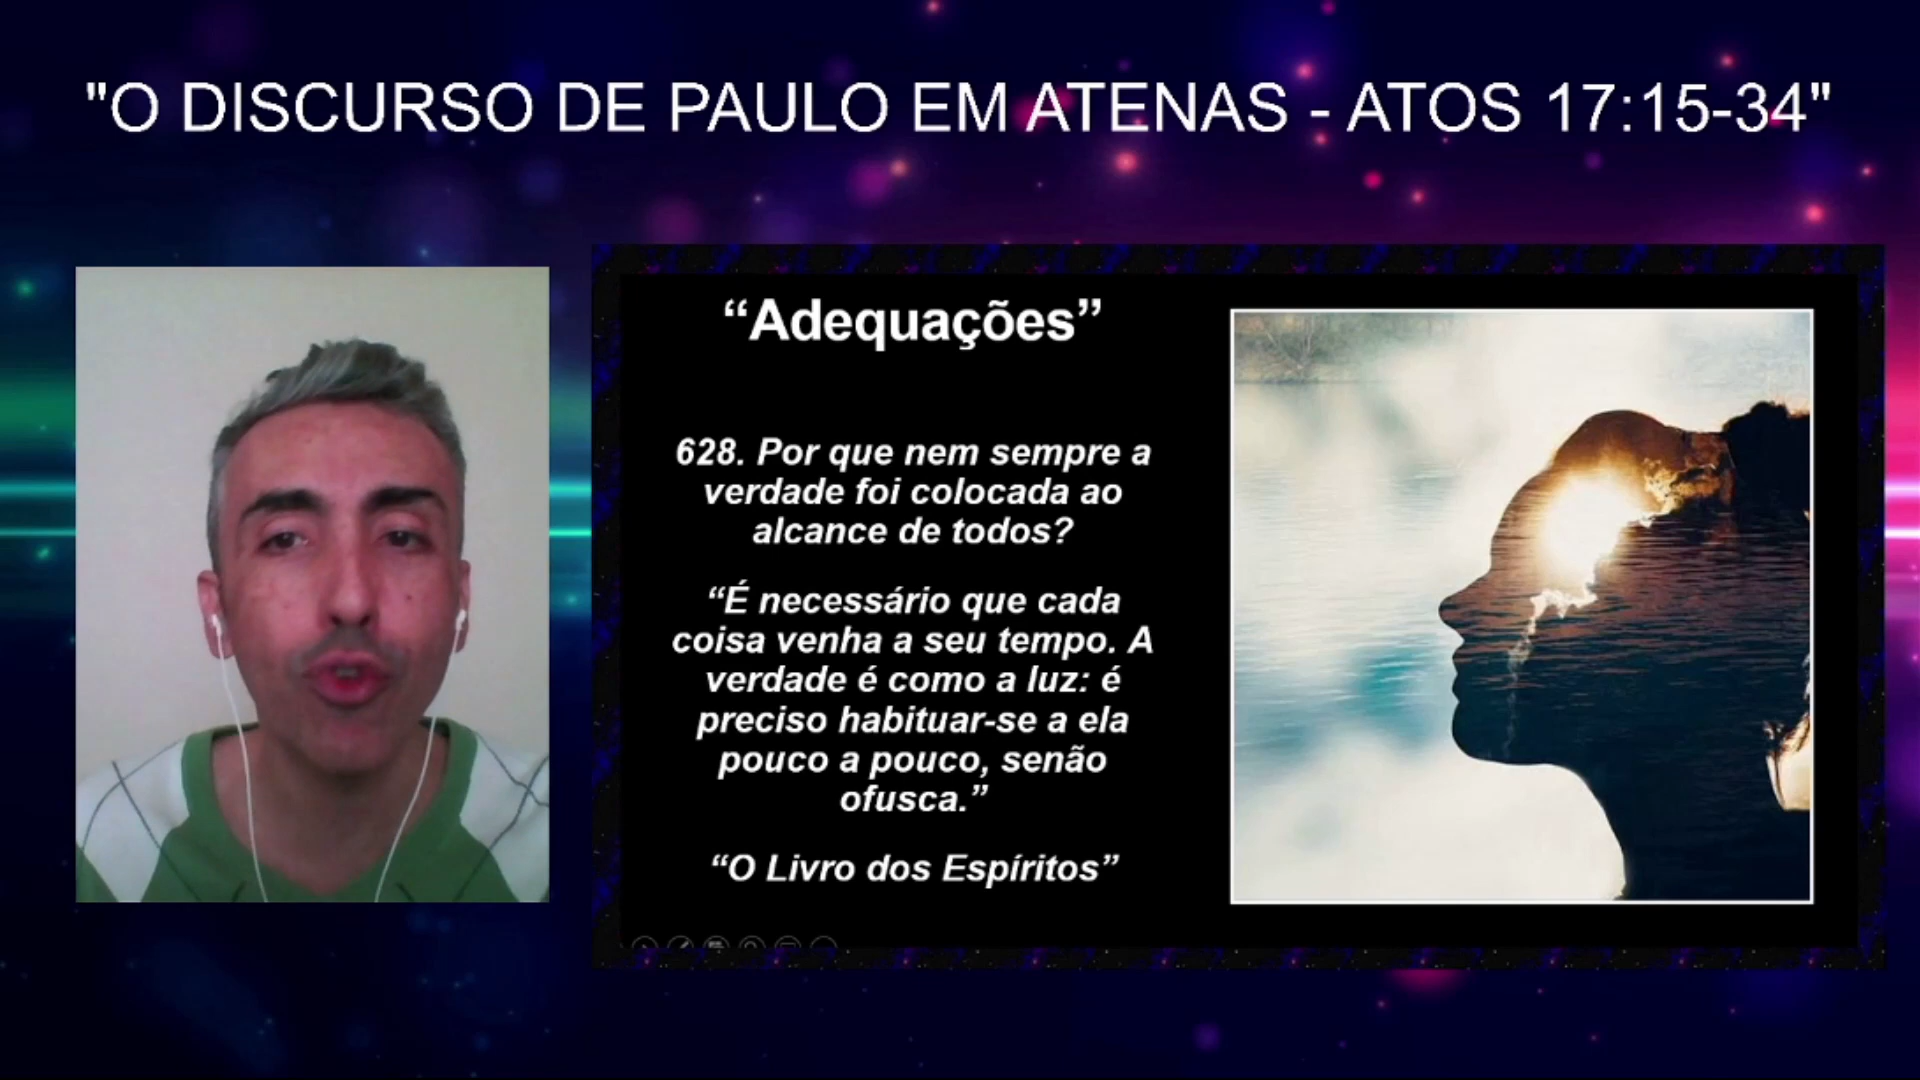 "O DISCURSO DE PAULO EM ATENAS - ATOS 17:15-34"
“Adequações”
628. Por que nem sempre a
verdade foi colocada ao
alcance de todos?
“É necessário que cada
coisa venha a seu tempo. A
verdade é como a luz: é
preciso habituar-se a ela
pouco a pouco, senão
ofusca.”
“O Livro dos Espíritos”